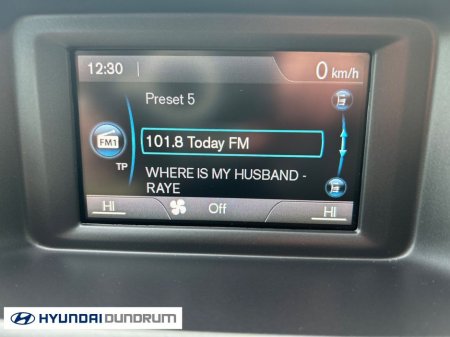 12:30
0 km/h
Preset 5
FM1
TP
101.8 Today FM
WHERE IS MY HUSBAND -
RAYE
HI
Off
HI
HYUNDAI DUNDRUM